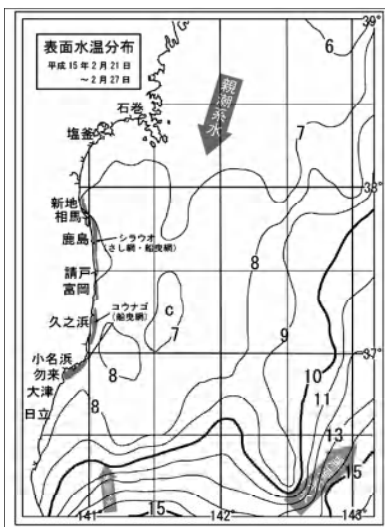 表面水温分布
平成15年2月21日
～2月27日
39°
6
石巻
塩釜
親潮系水
7
38°
新地
相馬
鹿島
シラウオ
(さし網・船曳網)
請戸
富岡
8
コウナゴ
(船曳網)
久之浜
c
7
9
小名浜
37°
勿来
8
10
大津
11
日立
8
13
15
15
141°
142°
143°